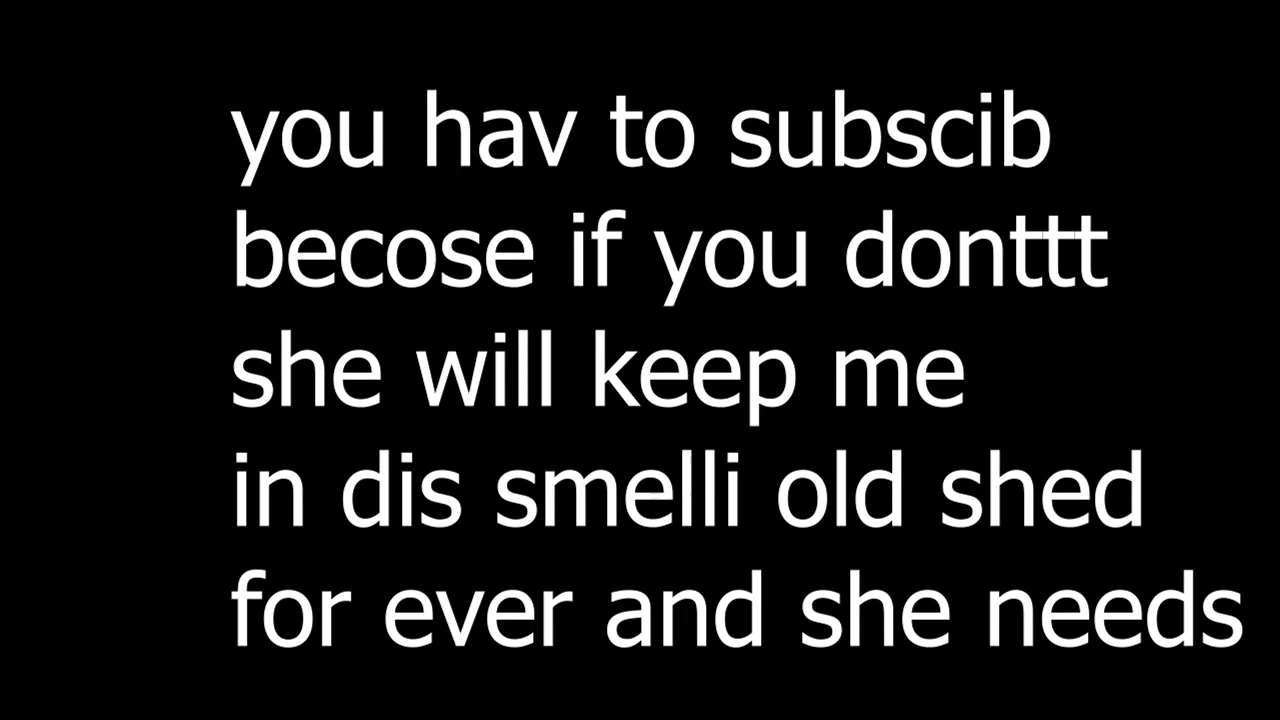 you hav to subscib
becose if you donttt
she will keep me
in dis smelli old shed
for ever and she needs